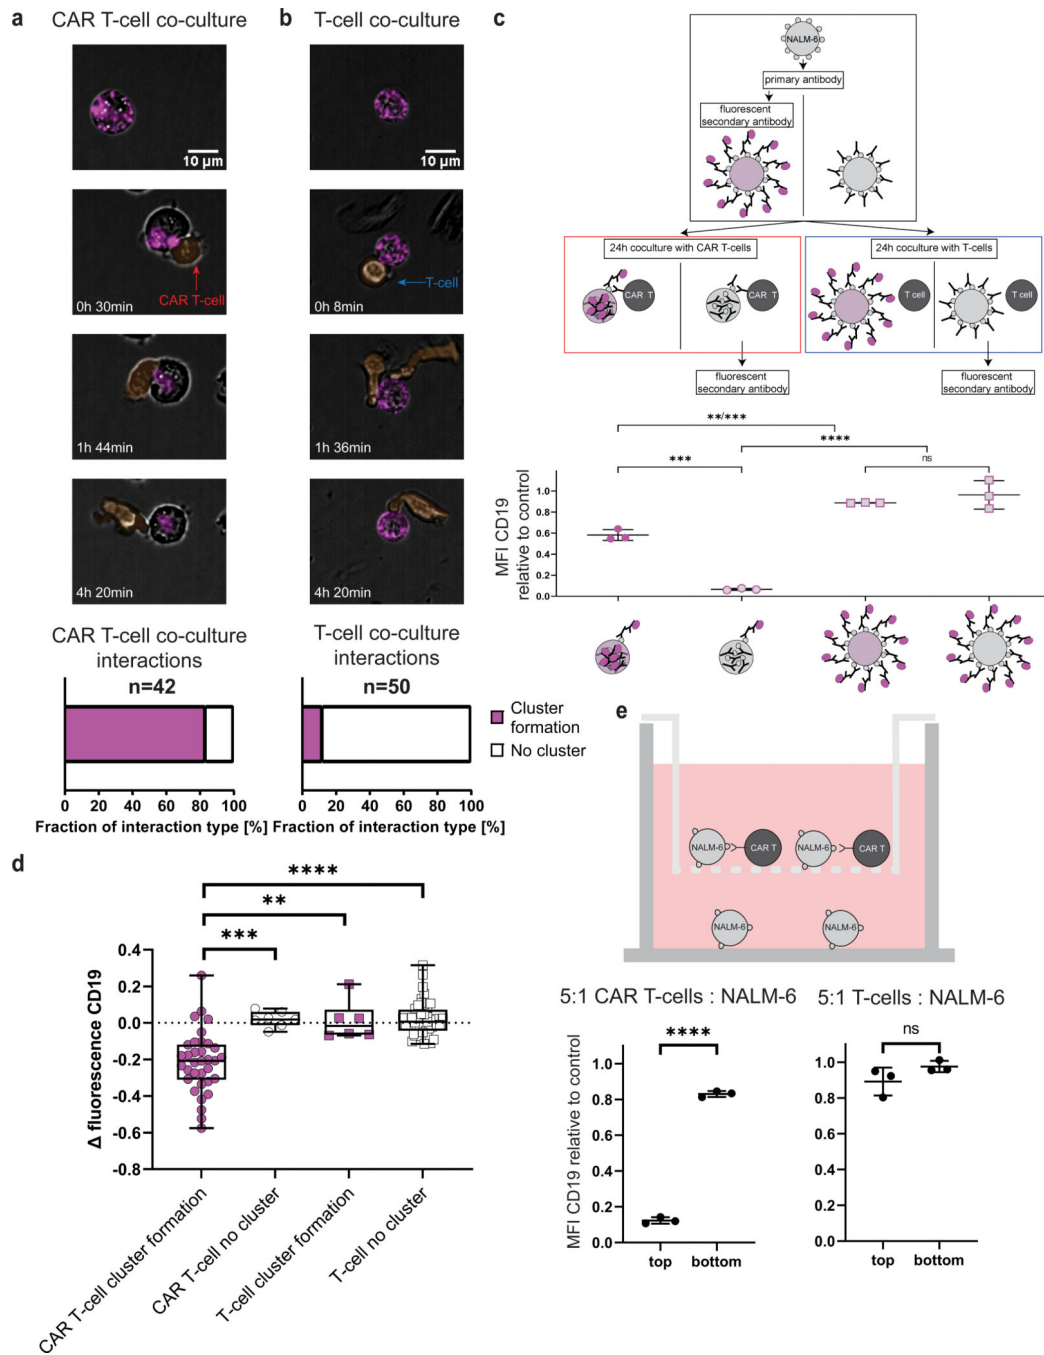 a
CAR T-cell co-culture
10 µm
0h 30min
CAR T-cell
1h 44min
4h 20min
CAR T-cell co-culture
interactions
n=42
0 20 40 60 80 100
Fraction of interaction type [%]
b
T-cell co-culture
10 µm
0h 8min
T-cell
1h 36min
4h 20min
T-cell co-culture
interactions
n=50
0 20 40 60 80 100
Fraction of interaction type [%]
Cluster
formation
No cluster
c
NALM-6
primary antibody
fluorescent
secondary antibody
24h coculture with CAR T-cells
24h coculture with T-cells
CAR T
CAR T
T cell
T cell
fluorescent
secondary antibody
fluorescent
secondary antibody
**/***
****
***
ns
MFI CD19
relative to control
1.0
0.8
0.6
0.4
0.2
0.0
d
****
**
***
Δ fluorescence CD19
0.4
0.2
0.0
-0.2
-0.4
-0.6
-0.8
CAR T-cell cluster formation
CAR T-cell no cluster
T-cell cluster formation
T-cell no cluster
e
NALM-6
CAR T
NALM-6
CAR T
NALM-6
NALM-6
5:1 CAR T-cells : NALM-6
****
MFI CD19 relative to control
1.0
0.8
0.6
0.4
0.2
0.0
top bottom
5:1 T-cells : NALM-6
ns
1.0
0.8
0.6
0.4
0.2
0.0
top bottom